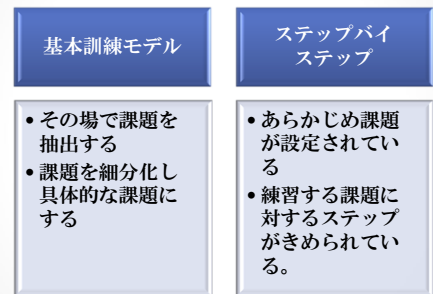 基本訓練モデル
• その場で課題を
抽出する
• 課題を細分化し
具体的な課題に
する
ステップバイ
ステップ
• あらかじめ課題
が設定されてい
る
• 練習する課題に
対するステップ
がきめられてい
る。